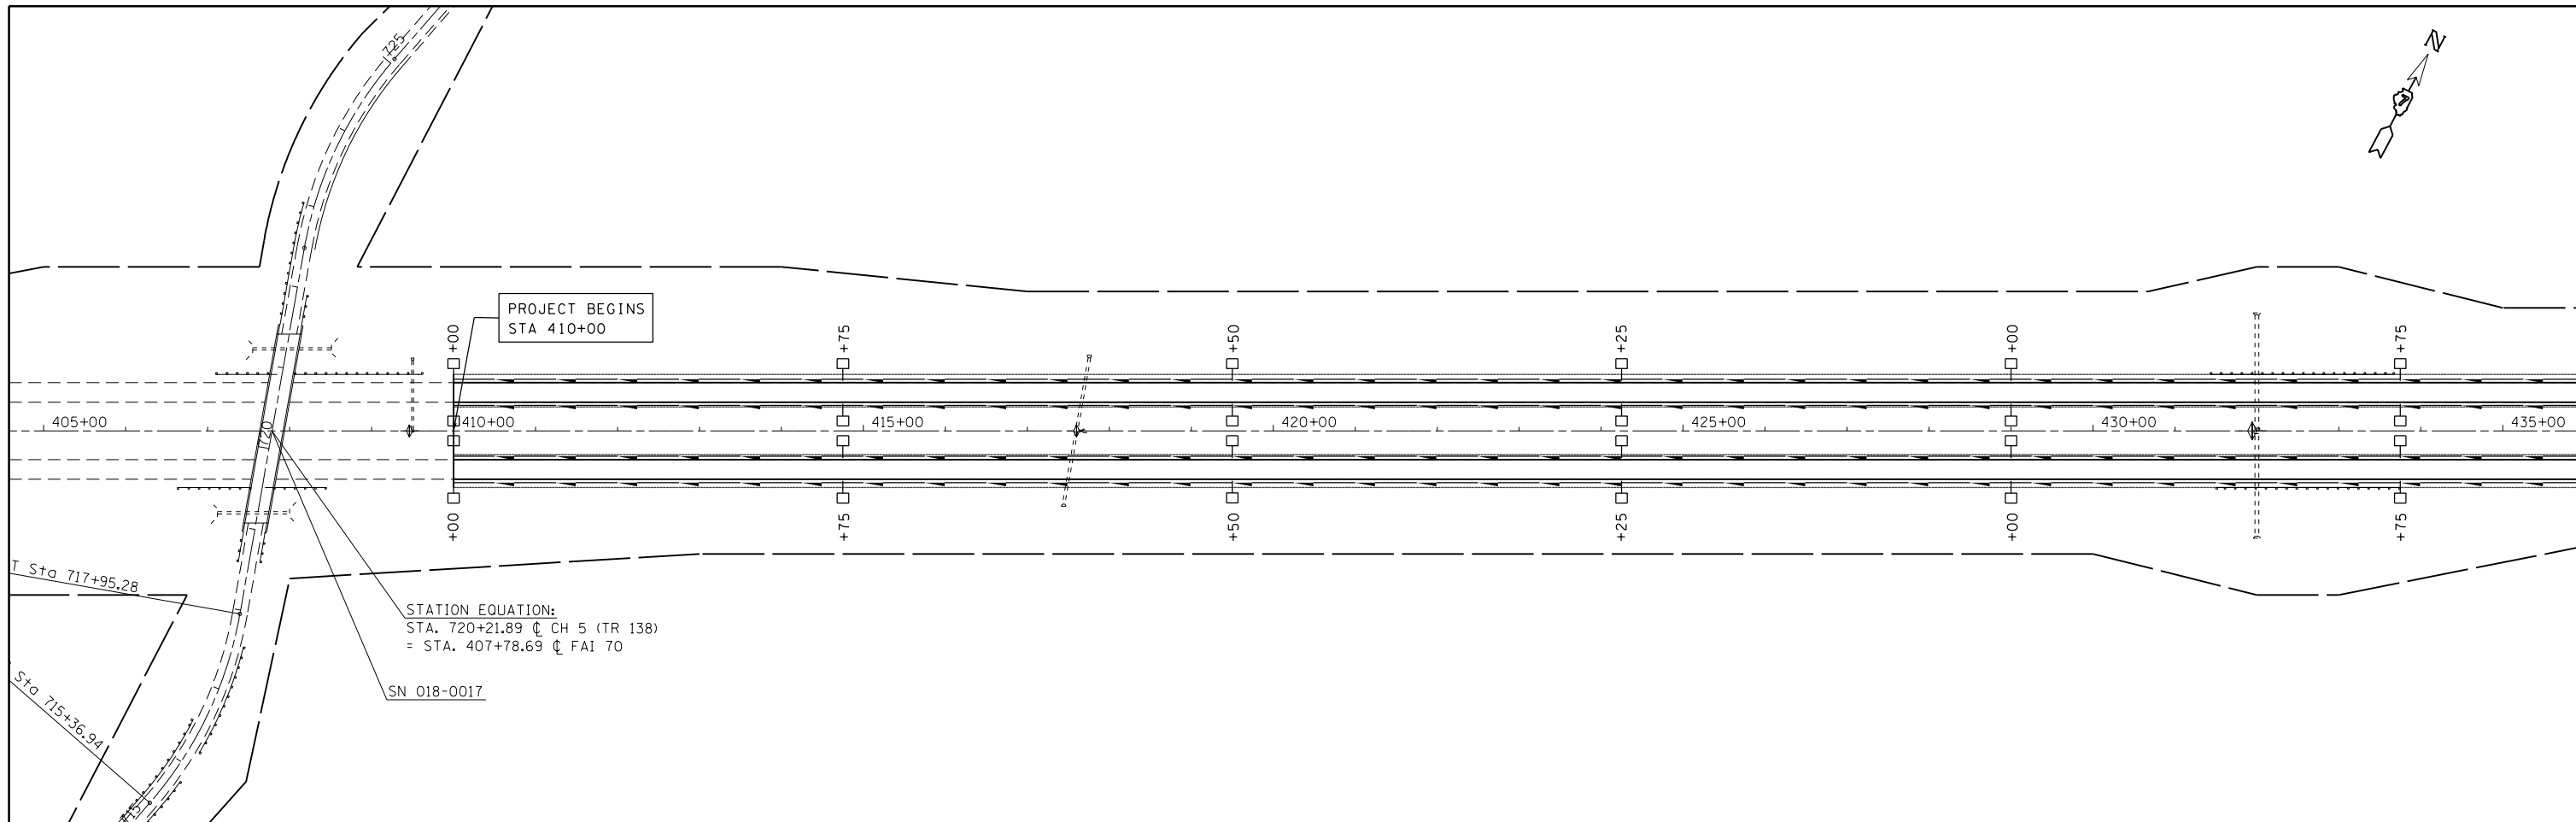 725
N
PROJECT BEGINS
STA 410+00
+00
+75
+50
+25
+00
+75
405+00
720
410+00
415+00
420+00
425+00
430+00
435+00
+00
+75
+50
+25
+00
+75
T Sta 717+95.28
STATION EQUATION:
STA. 720+21.89 ℄ CH 5 (TR 138)
= STA. 407+78.69 ℄ FAI 70
Sta 715+36.94
SN 018-0017